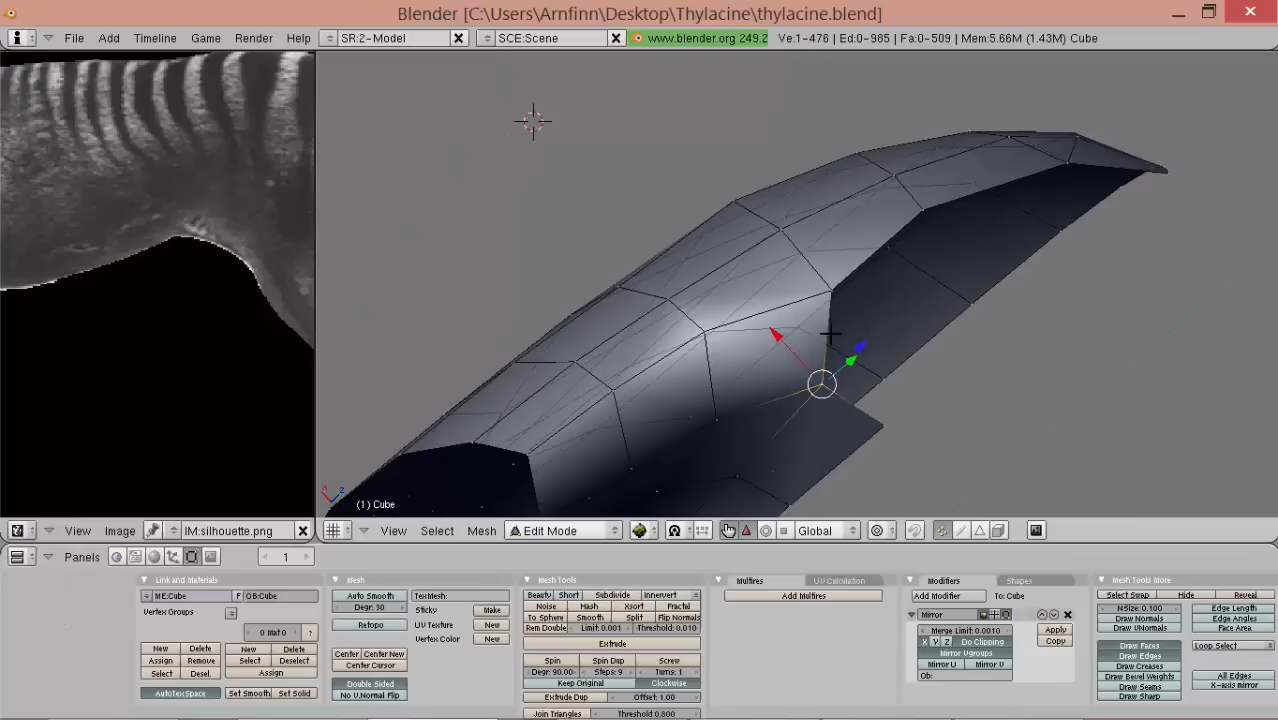 Blender [C:\Users\Arnfinn\Desktop\Thylacine\thylacine.blend]
File Add Timeline Game Render Help SR:2-Model SCE:Scene www.blender.org 249.2 Ve:1-476 | Ed:0-985 | Fa:0-509 | Mem:5.66M (1.43M) Cube
x z
(1) Cube
View Image IM:silhouette.png View Select Mesh Edit Mode Global
Panels 1
Link and Materials Mesh Mesh Tools Multires UV Calculation Modifiers Shapes Mesh Tools More
ME:Cube F OB:Cube Auto Smooth TexMesh: Beauty Short Subdivide Innervert Add Multires Add Modifier To: Cube Select Swap Hide Reveal
Vertex Groups Degr: 30 Sticky Make Noise Hash Xsort Fractal Mirror NSize: 0.100 Edge Length
Retopo UV Texture New To Sphere Smooth Split Flip Normals Merge Limit: 0.0010 Apply Draw Normals Edge Angles
0 Mat 0 ? Vertex Color New Rem Double Limit: 0.001 Threshold: 0.010 X Y Z Do Clipping Copy Draw VNormals Face Area
New Delete New Delete Center Center New Extrude Mirror Vgroups Draw Faces Loop Select
Assign Remove Select Deselect Center Cursor Spin Spin Dup Screw Mirror U Mirror V Draw Edges
Select Desel. Assign Degr: 90.00 Steps: 9 Turns: 1 Ob: Draw Creases All Edges
AutoTexSpace Set Smooth Set Solid Double Sided Keep Original Clockwise Draw Bevel Weights X-axis mirror
No V.Normal Flip Extrude Dup Offset: 1.00 Draw Seams
Join Triangles Threshold 0.800 Draw Sharp